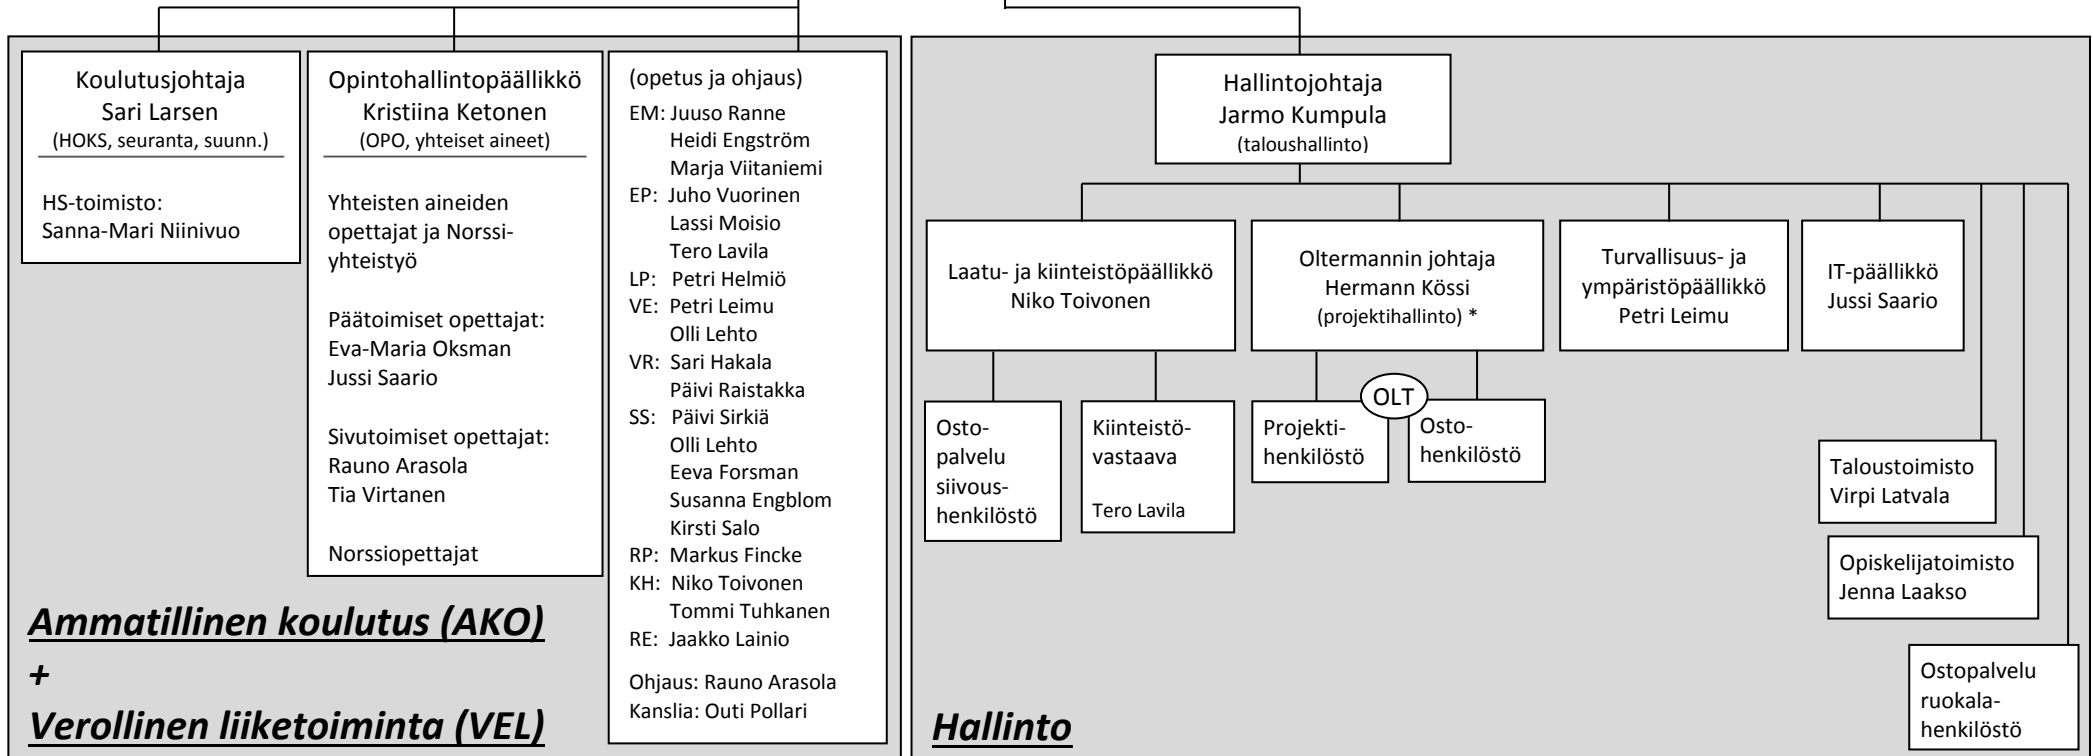 Koulutusjohtaja
Sari Larsen
(HOKS, seuranta, suunn.)
HS-toimisto:
Sanna-Mari Niinivuo
Opintohallintopäällikkö
Kristiina Ketonen
(OPO, yhteiset aineet)
Yhteisten aineiden
opettajat ja Norssi-
yhteistyö
Päätoimiset opettajat:
Eva-Maria Oksman
Jussi Saario
Sivutoimiset opettajat:
Rauno Arasola
Tia Virtanen
Norssiopettajat
(opetus ja ohjaus)
EM: Juuso Ranne
Heidi Engström
Marja Viitaniemi
EP: Juho Vuorinen
Lassi Moisio
Tero Lavila
LP: Petri Helmiö
VE: Petri Leimu
Olli Lehto
VR: Sari Hakala
Päivi Raistakka
SS: Päivi Sirkiä
Olli Lehto
Eeva Forsman
Susanna Engblom
Kirsti Salo
RP: Markus Fincke
KH: Niko Toivonen
Tommi Tuhkanen
RE: Jaakko Lainio
Ohjaus: Rauno Arasola
Kanslia: Outi Pollari
Ammatillinen koulutus (AKO)
+
Verollinen liiketoiminta (VEL)
Hallintojohtaja
Jarmo Kumpula
(taloushallinto)
Laatu- ja kiinteistöpäällikkö
Niko Toivonen
Oltermannin johtaja
Hermann Kössi
(projektihallinto) *
Turvallisuus- ja
ympäristöpäällikkö
Petri Leimu
IT-päällikkö
Jussi Saario
Osto-
palvelu
siivous-
henkilöstö
Kiinteistö-
vastaava
Tero Lavila
Projekti-
henkilöstö
OLT
Osto-
henkilöstö
Taloustoimisto
Virpi Latvala
Opiskelijatoimisto
Jenna Laakso
Ostopalvelu
ruokala-
henkilöstö
Hallinto